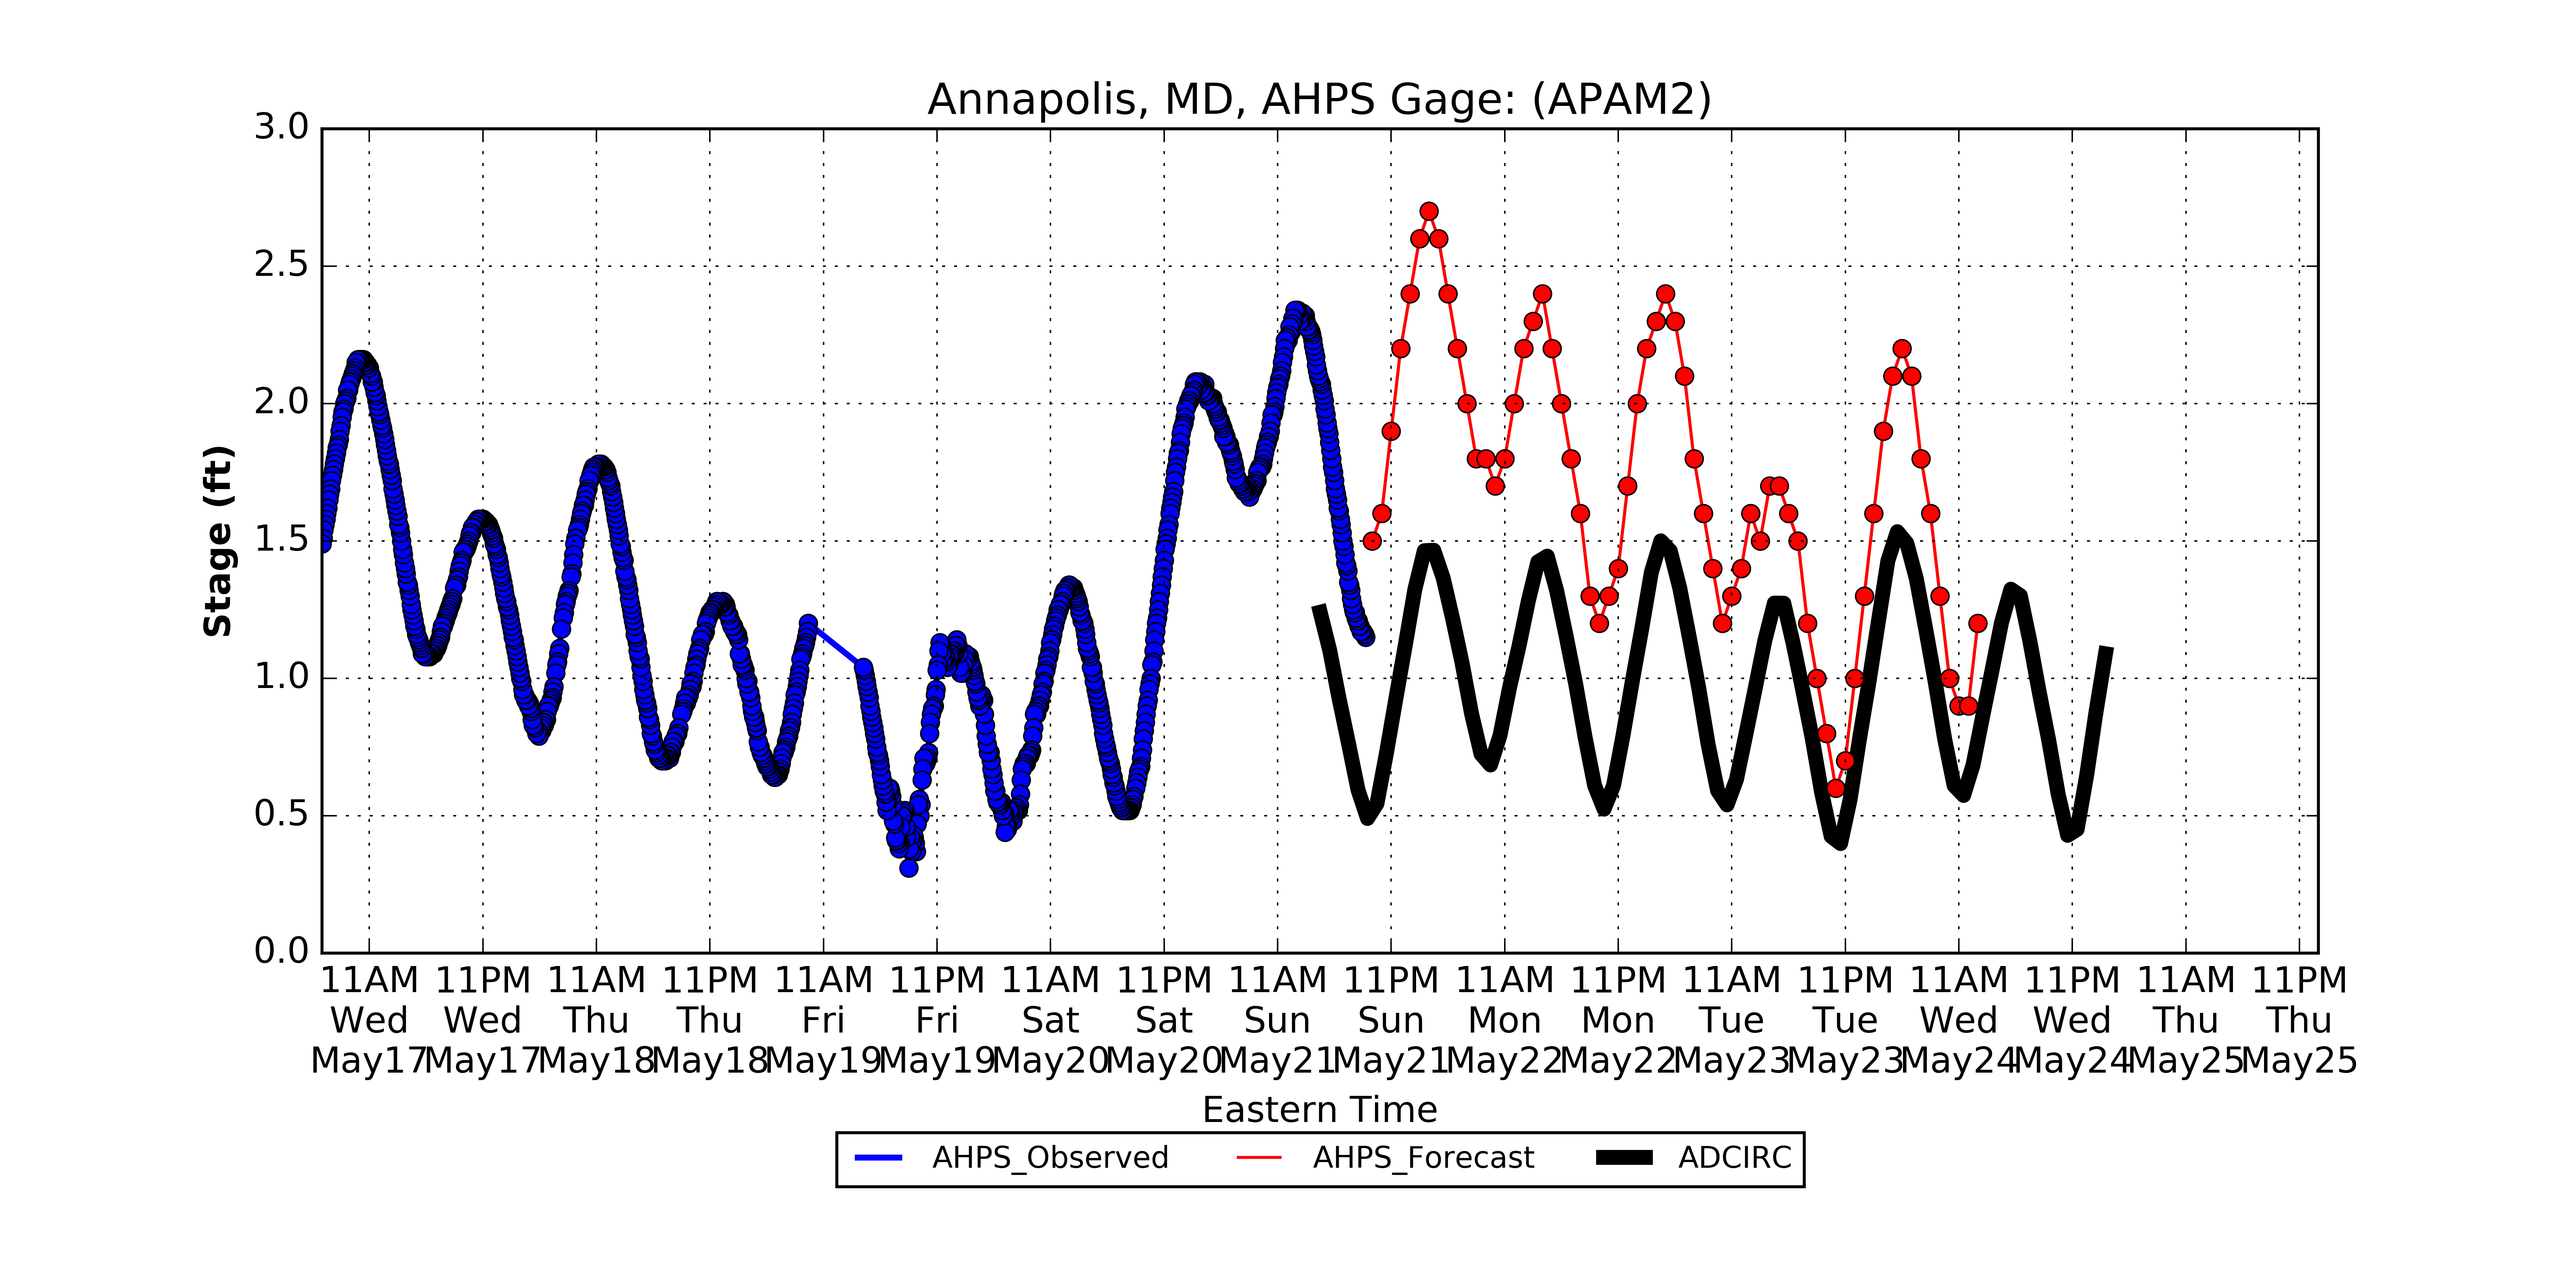 Annapolis, MD, AHPS Gage: (APAM2)
3.0
2.5
2.0
1.5
1.0
0.5
0.0
Stage (ft)
11AM 11PM 11AM 11PM 11AM 11PM 11AM 11PM 11AM 11PM 11AM 11PM 11AM 11PM 11AM 11PM 11AM 11PM
Wed Wed Thu Thu Fri Fri Sat Sat Sun Sun Mon Mon Tue Tue Wed Wed Thu Thu
May17 May17 May18 May18 May19 May19 May20 May20 May21 May21 May22 May22 May23 May23 May24 May24 May25 May25
Eastern Time
AHPS_Observed AHPS_Forecast ADCIRC